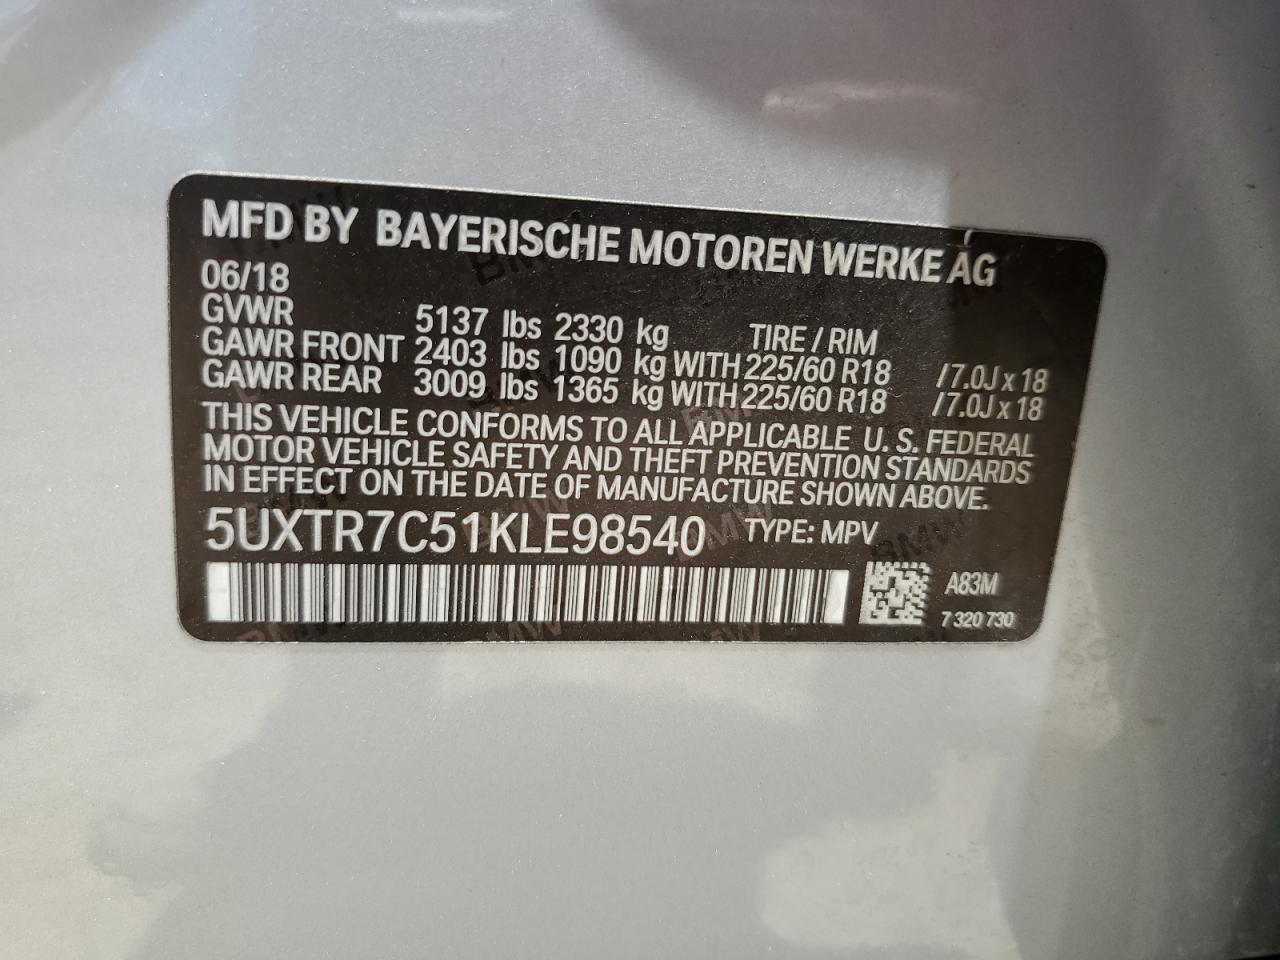 MFD BY BAYERISCHE MOTOREN WERKE AG
06/18
GVWR 5137 lbs 2330 kg TIRE / RIM
GAWR FRONT 2403 lbs 1090 kg WITH 225/60 R18 /7.0J x 18
GAWR REAR 3009 lbs 1365 kg WITH 225/60 R18 /7.0J x 18
THIS VEHICLE CONFORMS TO ALL APPLICABLE U. S. FEDERAL
MOTOR VEHICLE SAFETY AND THEFT PREVENTION STANDARDS
IN EFFECT ON THE DATE OF MANUFACTURE SHOWN ABOVE.
5UXTR7C51KLE98540 TYPE: MPV
A83M
7 320 730